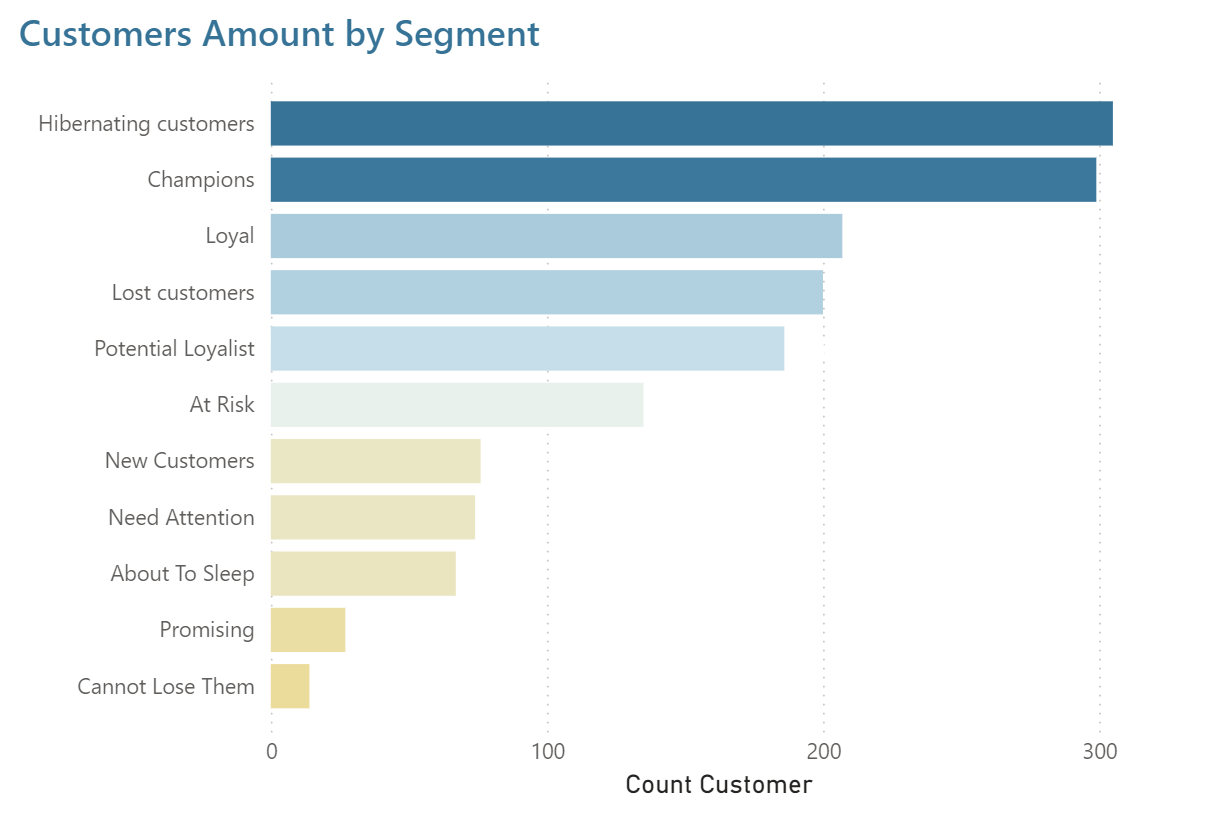 Customers Amount by Segment
Hibernating customers
Champions
Loyal
Lost customers
Potential Loyalist
At Risk
New Customers
Need Attention
About To Sleep
Promising
Cannot Lose Them
0 100 200 300
Count Customer